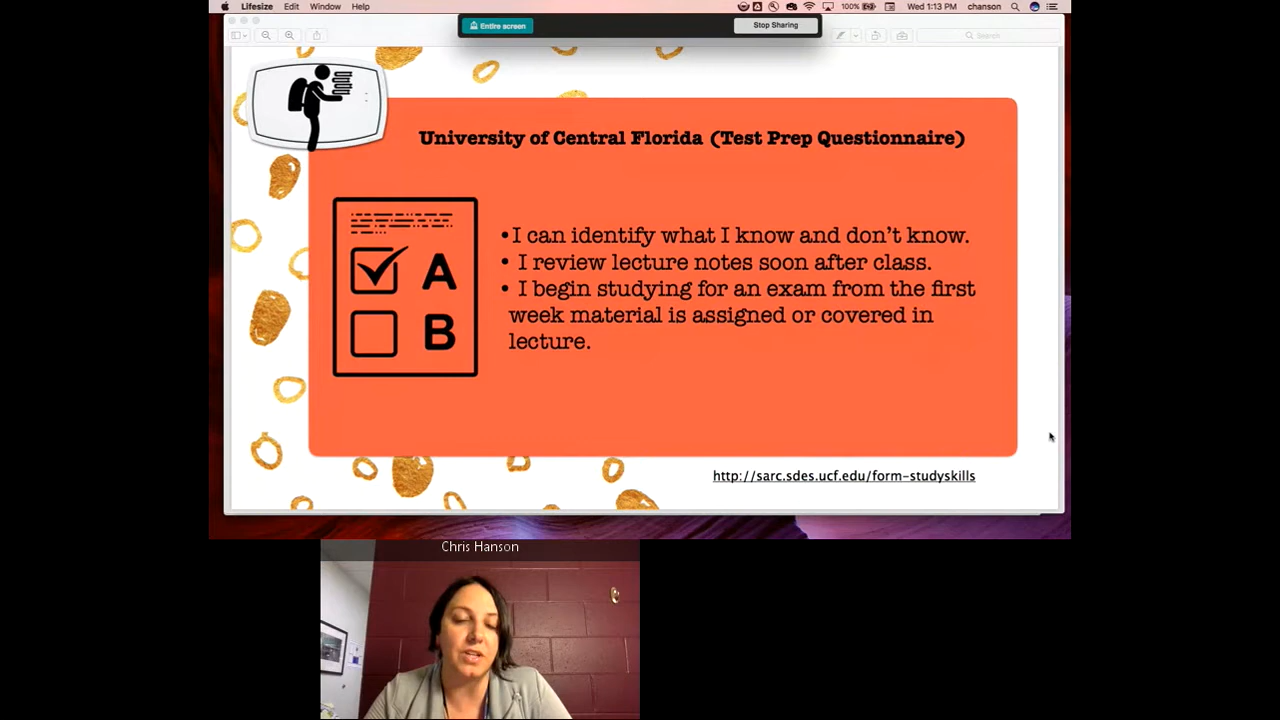 Lifesize Edit Window Help
100% Wed 1:13 PM chanson
Entire screen
Stop Sharing
Search
University of Central Florida (Test Prep Questionnaire)
A
B
•I can identify what I know and don't know.
• I review lecture notes soon after class.
• I begin studying for an exam from the first
week material is assigned or covered in
lecture.
http://sarc.sdes.ucf.edu/form-studyskills
Chris Hanson